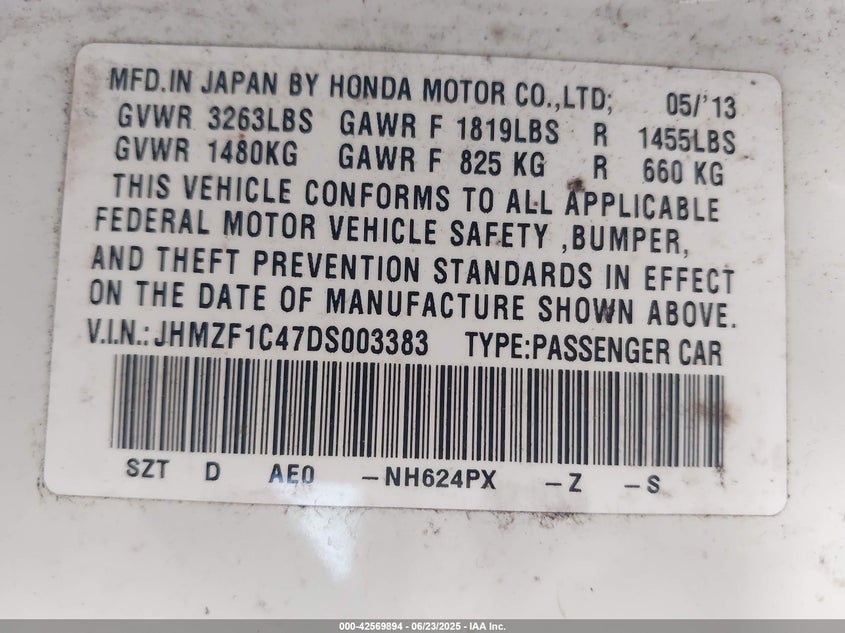 MFD.IN JAPAN BY HONDA MOTOR CO.,LTD; 05/'13
GVWR 3263LBS GAWR F 1819LBS R 1455LBS
GVWR 1480KG GAWR F 825 KG R 660 KG
THIS VEHICLE CONFORMS TO ALL APPLICABLE
FEDERAL MOTOR VEHICLE SAFETY ,BUMPER,
AND THEFT PREVENTION STANDARDS IN EFFECT
ON THE DATE OF MANUFACTURE SHOWN ABOVE.
V.I.N.: JHMZF1C47DS003383 TYPE:PASSENGER CAR
SZT D AE0 -NH624PX -Z -S
000-42569894 - 06/23/2025 - IAA Inc.